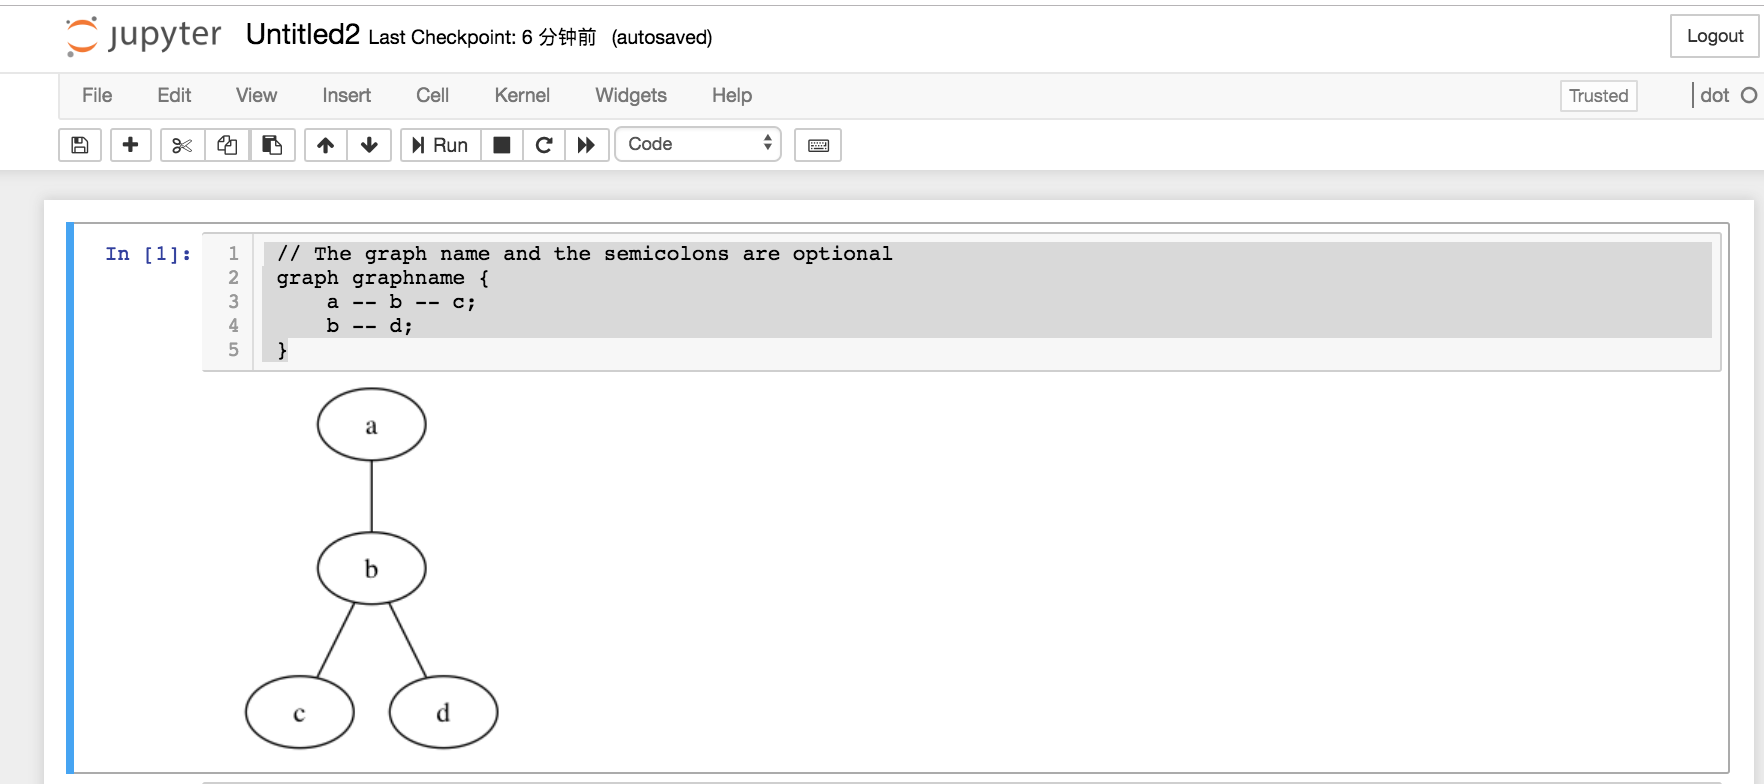 jupyter Untitled2 Last Checkpoint: 6 分钟前 (autosaved)
Logout
File Edit View Insert Cell Kernel Widgets Help
Trusted
dot
Run
Code
In [1]:
1 // The graph name and the semicolons are optional
2 graph graphname {
3     a -- b -- c;
4     b -- d;
5 }
a
b
c d